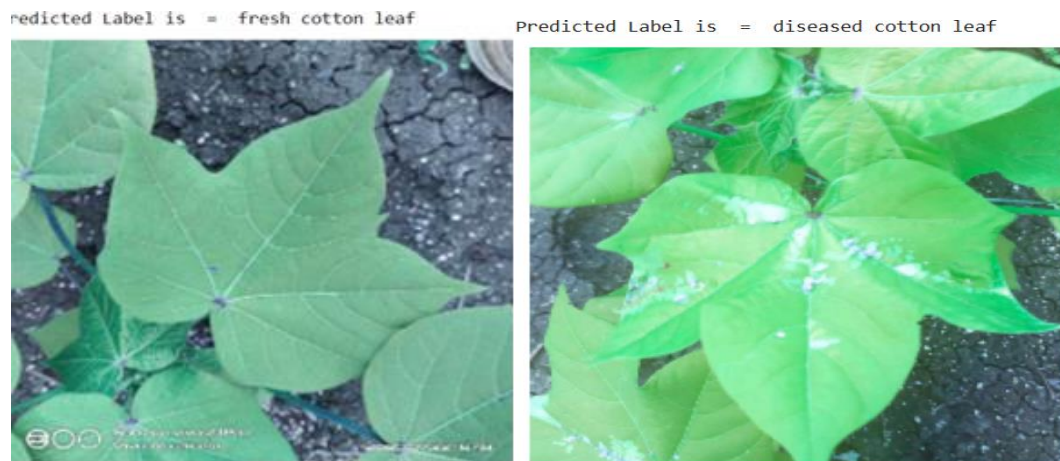 redicted Label is = fresh cotton leaf
Predicted Label is = diseased cotton leaf